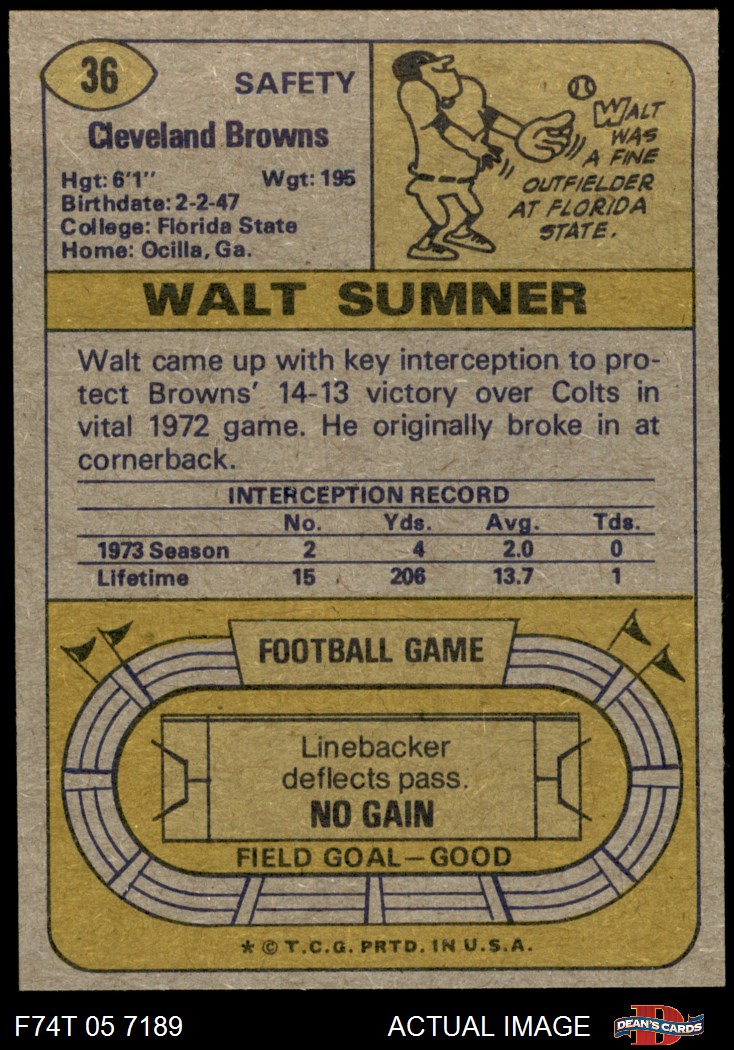 36
SAFETY
Cleveland Browns
Hgt: 6'1" Wgt: 195
Birthdate: 2-2-47
College: Florida State
Home: Ocilla, Ga.
WALT
WAS
A FINE
OUTFIELDER
AT FLORIDA
STATE.
WALT SUMNER
Walt came up with key interception to pro-
tect Browns' 14-13 victory over Colts in
vital 1972 game. He originally broke in at
cornerback.
INTERCEPTION RECORD
No. Yds. Avg. Tds.
1973 Season 2 4 2.0 0
Lifetime 15 206 13.7 1
FOOTBALL GAME
Linebacker
deflects pass.
NO GAIN
FIELD GOAL—GOOD
* © T.C.G. PRTD. IN U.S.A.
F74T 05 7189 ACTUAL IMAGE
D
DEAN'S CARDS